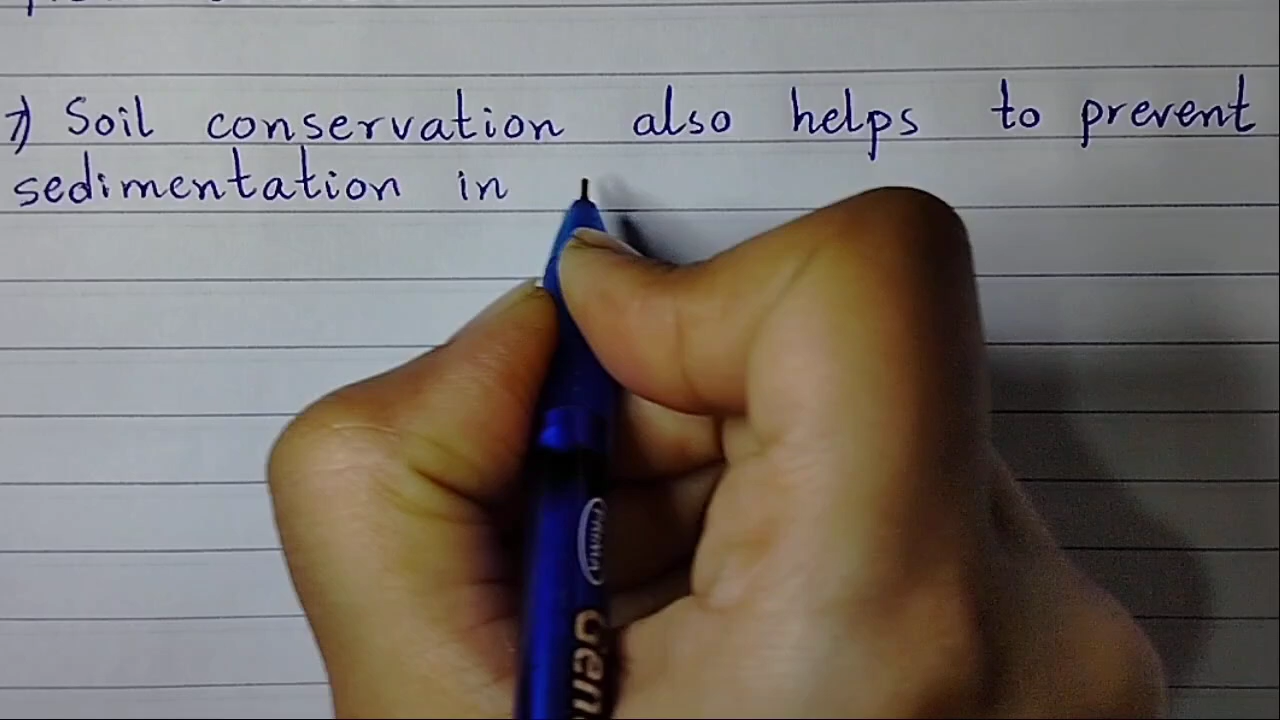 7) Soil conservation also helps to prevent
sedimentation in